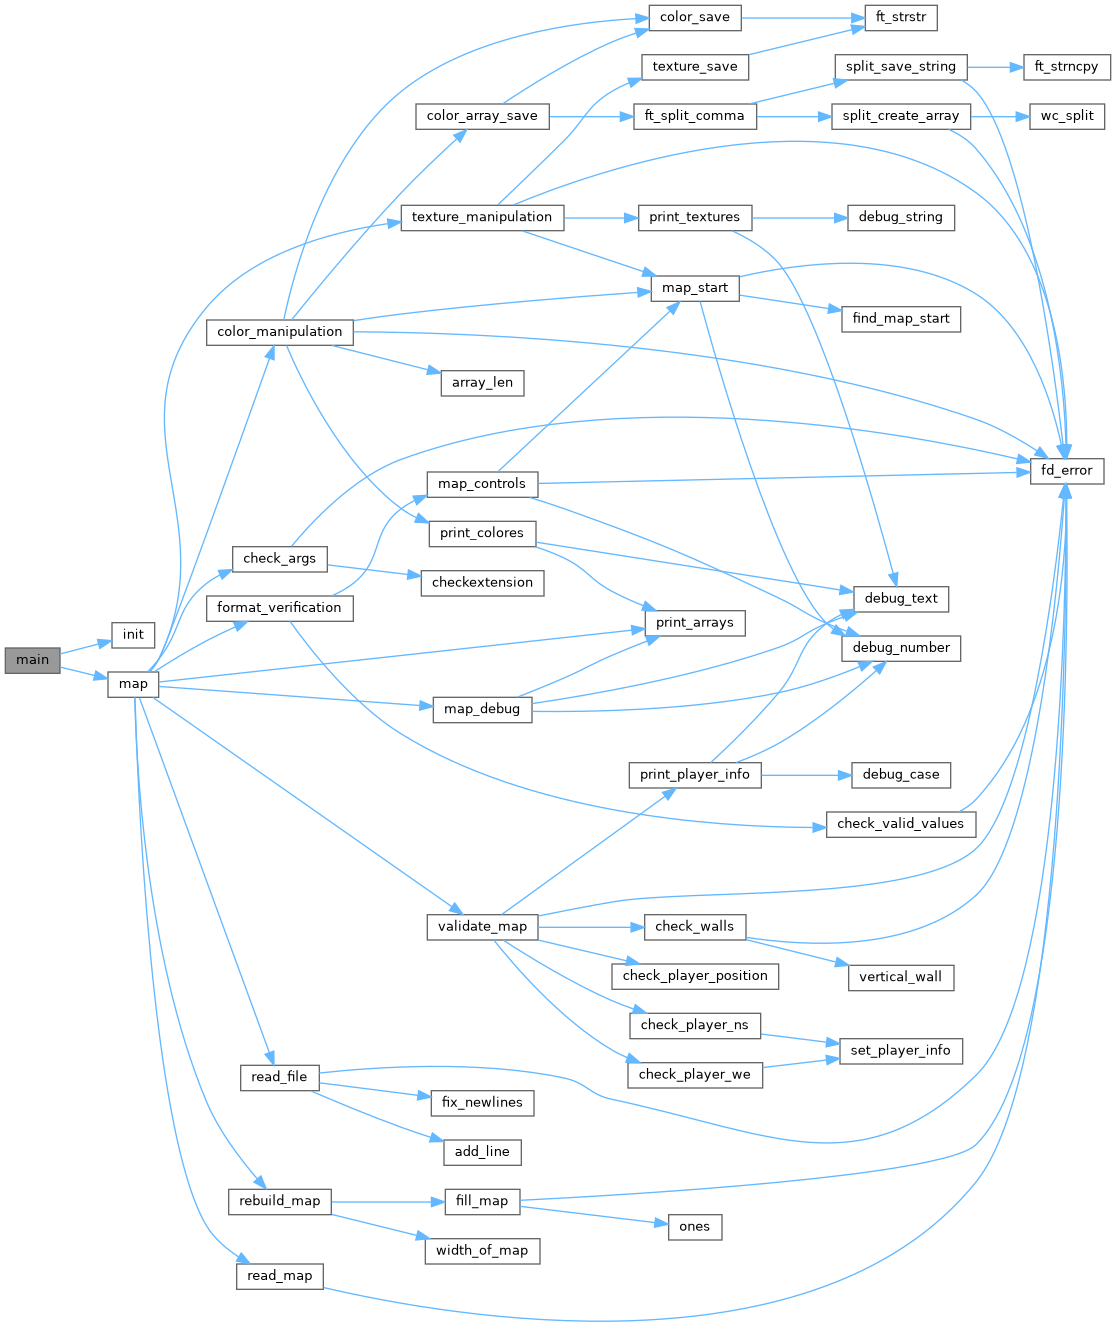 color_save
ft_strstr
texture_save
split_save_string
ft_strncpy
color_array_save
ft_split_comma
split_create_array
wc_split
texture_manipulation
print_textures
debug_string
map_start
find_map_start
color_manipulation
array_len
fd_error
map_controls
print_colores
check_args
checkextension
debug_text
format_verification
print_arrays
init
debug_number
main
map
map_debug
print_player_info
debug_case
check_valid_values
validate_map
check_walls
check_player_position
vertical_wall
check_player_ns
set_player_info
read_file
check_player_we
fix_newlines
add_line
rebuild_map
fill_map
ones
width_of_map
read_map